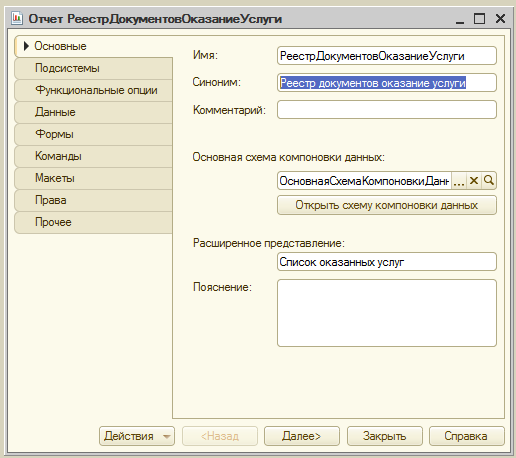 Отчет РеестрДокументовОказаниеУслуги
Основные
Подсистемы
Функциональные опции
Данные
Формы
Команды
Макеты
Права
Прочее
Имя: РеестрДокументовОказаниеУслуги
Синоним: Реестр документов оказание услуги
Комментарий:
Основная схема компоновки данных:
ОсновнаяСхемаКомпоновкиДанн ...
Открыть схему компоновки данных
Расширенное представление:
Список оказанных услуг
Пояснение:
Действия <Назад Далее> Закрыть Справка